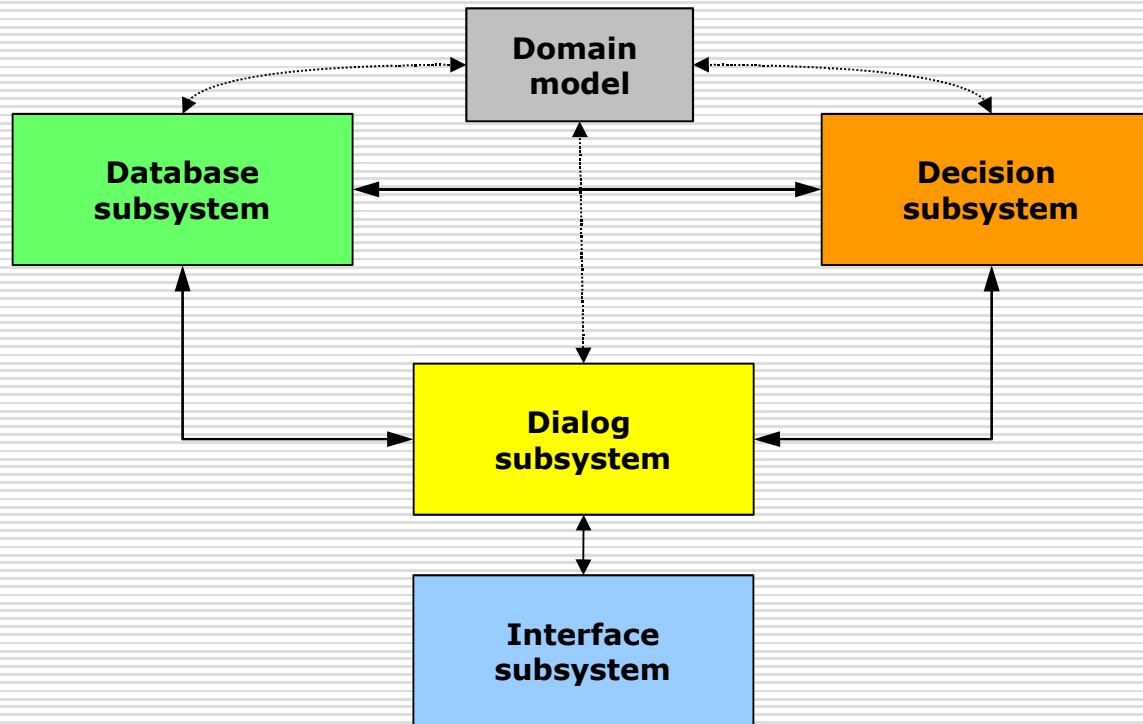 Domain
model
Database
subsystem
Decision
subsystem
Dialog
subsystem
Interface
subsystem